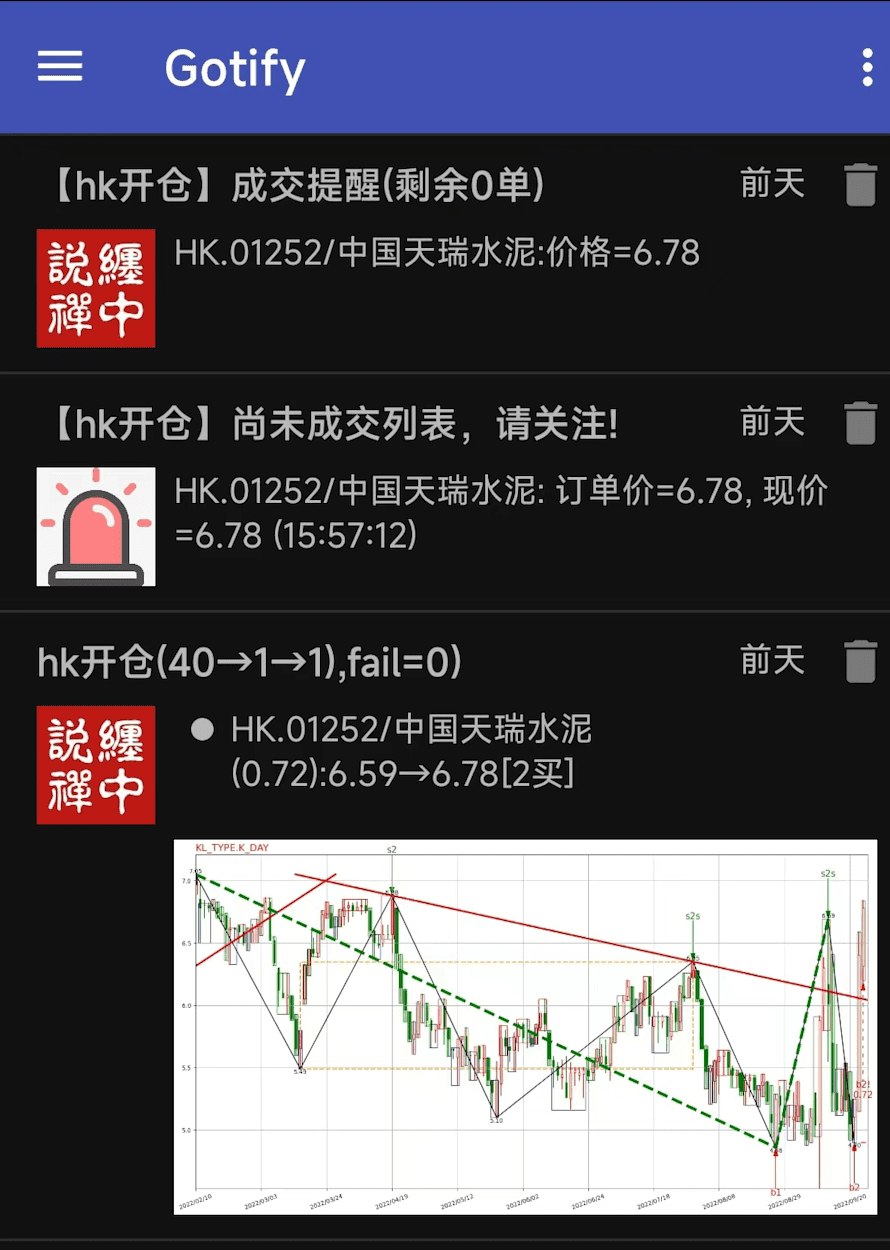 Gotify
【hk开仓】成交提醒(剩余0单)
前天
説纏
禪中
HK.01252/中国天瑞水泥:价格=6.78
【hk开仓】尚未成交列表，请关注!
前天
HK.01252/中国天瑞水泥: 订单价=6.78, 现价
=6.78 (15:57:12)
hk开仓(40→1→1),fail=0)
前天
説纏
禪中
HK.01252/中国天瑞水泥
(0.72):6.59→6.78[2买]
KL_TYPE.K_DAY
s2
s2s
s2s
7.0
6.5
6.0
5.5
5.0
5.10
b2!
0.72
b1
b2
2022/02/10
2022/03/03
2022/03/24
2022/04/19
2022/05/12
2022/06/02
2022/06/24
2022/07/18
2022/08/08
2022/08/29
2022/09/20